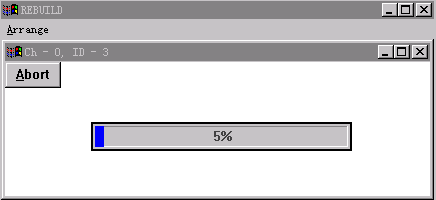 REBUILD
Arrange
Ch - 0, ID - 3
Abort
5%